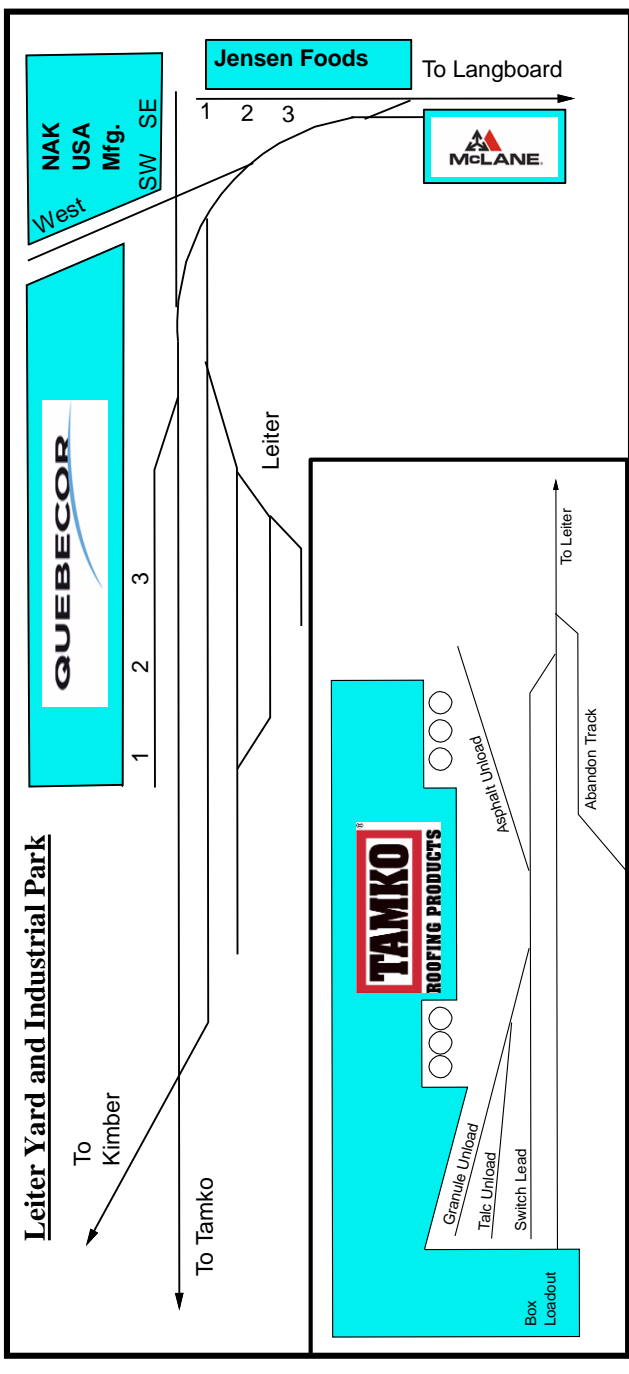 Leiter Yard and Industrial Park
NAK
USA
Mfg.
SW SE
West
Jensen Foods
To Langboard
1 2 3
McLANE
QUEBECOR
1 2 3
Leiter
To
Kimber
To Tamko
TAMKO
®
ROOFING PRODUCTS
Asphalt Unload
To Leiter
Abandon Track
Granule Unload
Talc Unload
Switch Lead
Box
Loadout